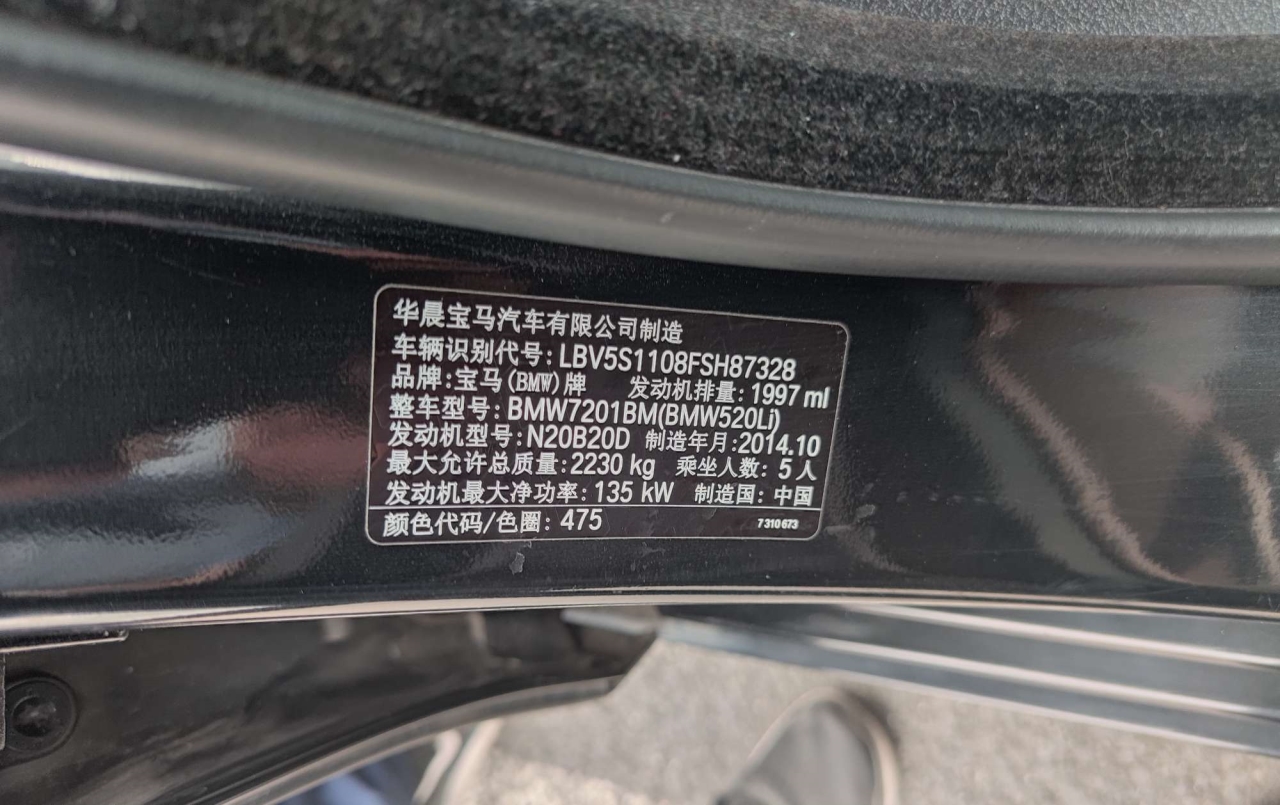 华晨宝马汽车有限公司制造
车辆识别代号: LBV5S1108FSH87328
品牌: 宝马(BMW)牌 发动机排量: 1997 ml
整车型号: BMW7201BM(BMW520Li)
发动机型号: N20B20D 制造年月: 2014.10
最大允许总质量: 2230 kg 乘坐人数: 5 人
发动机最大净功率: 135 kW 制造国: 中国
颜色代码/色圈: 475 7310673